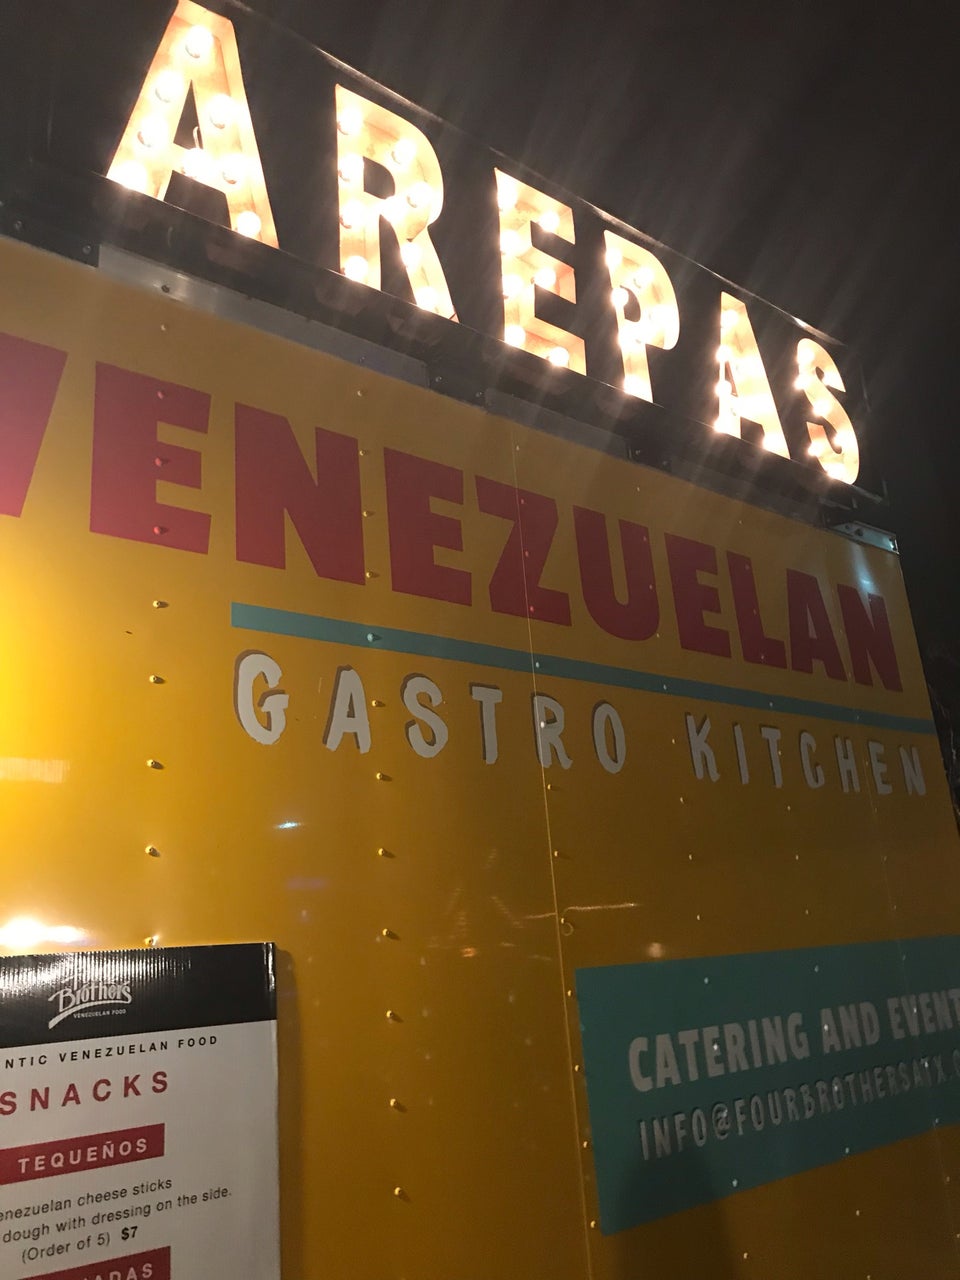 AREPAS
VENEZUELAN
GASTRO KITCHEN
Brothers
VENEZUELAN FOOD
NTIC VENEZUELAN FOOD
SNACKS
TEQUEÑOS
enezuelan cheese sticks
dough with dressing on the side.
(Order of 5) $7
ADAS
CATERING AND EVENT
INFO@FOURBROTHERSATX.